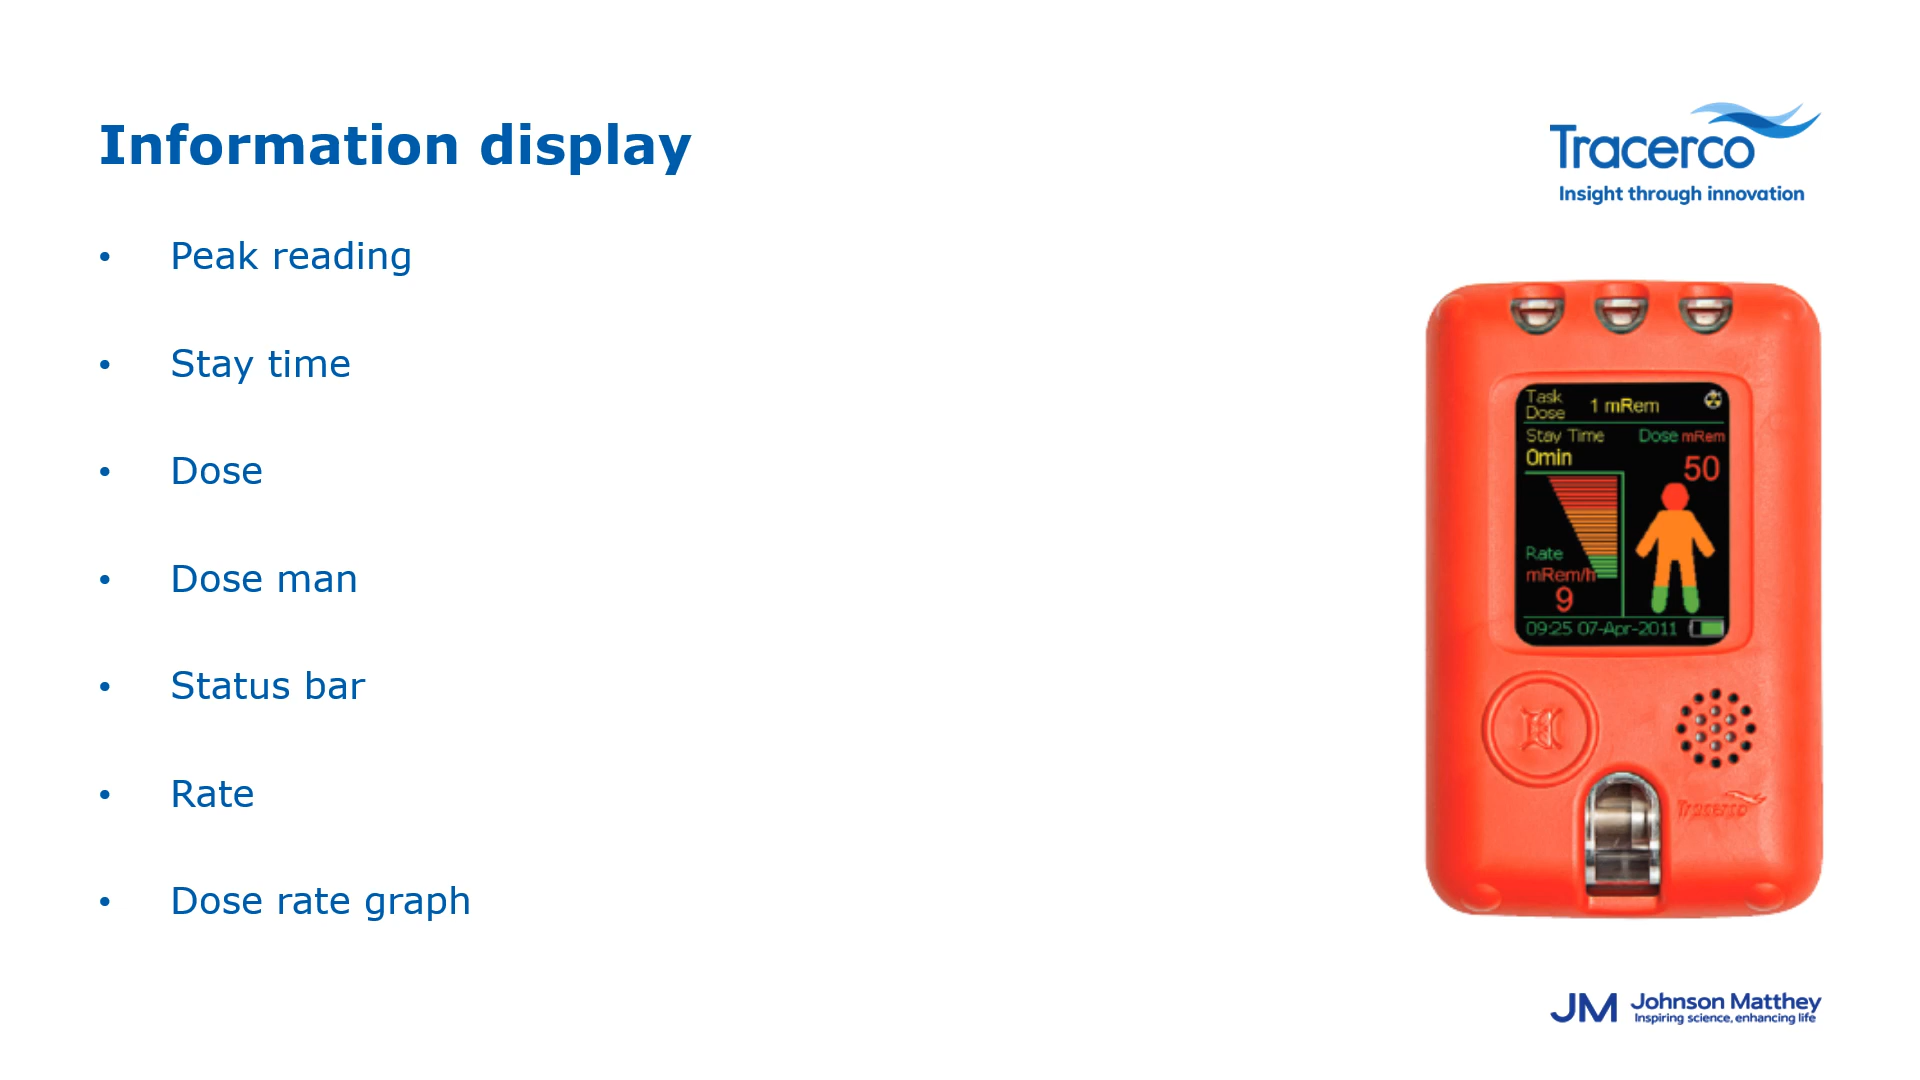 Information display
Tracerco
Insight through innovation
• Peak reading
• Stay time
• Dose
• Dose man
• Status bar
• Rate
• Dose rate graph
Task Dose 1 mRem
Stay Time
0min
Dose mRem
50
Rate
mRem/h
9
09:25 07-Apr-2011
Tracerco
JM Johnson Matthey
Inspiring science, enhancing life